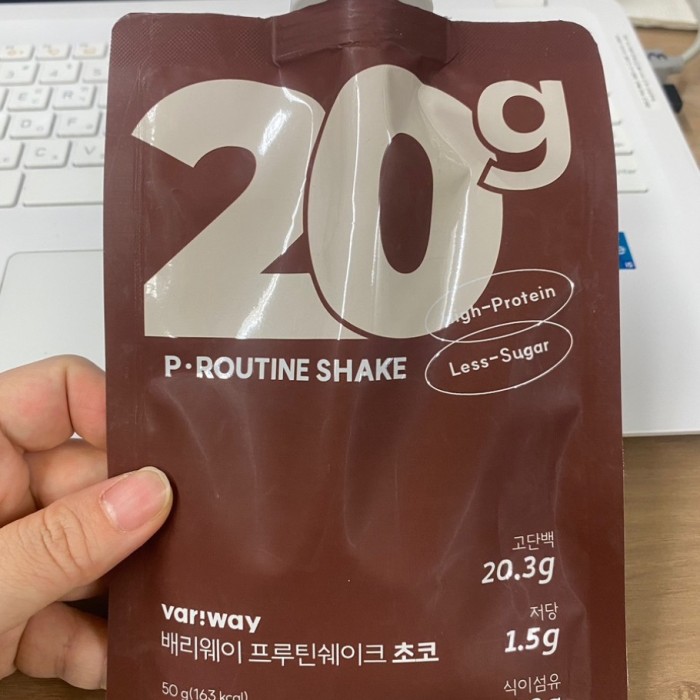 20g
High-Protein
Less-Sugar
P·ROUTINE SHAKE
고단백
20.3g
저당
1.5g
var!way
배리웨이 프루틴쉐이크 초코
식이섬유
50 g(163 kcal)